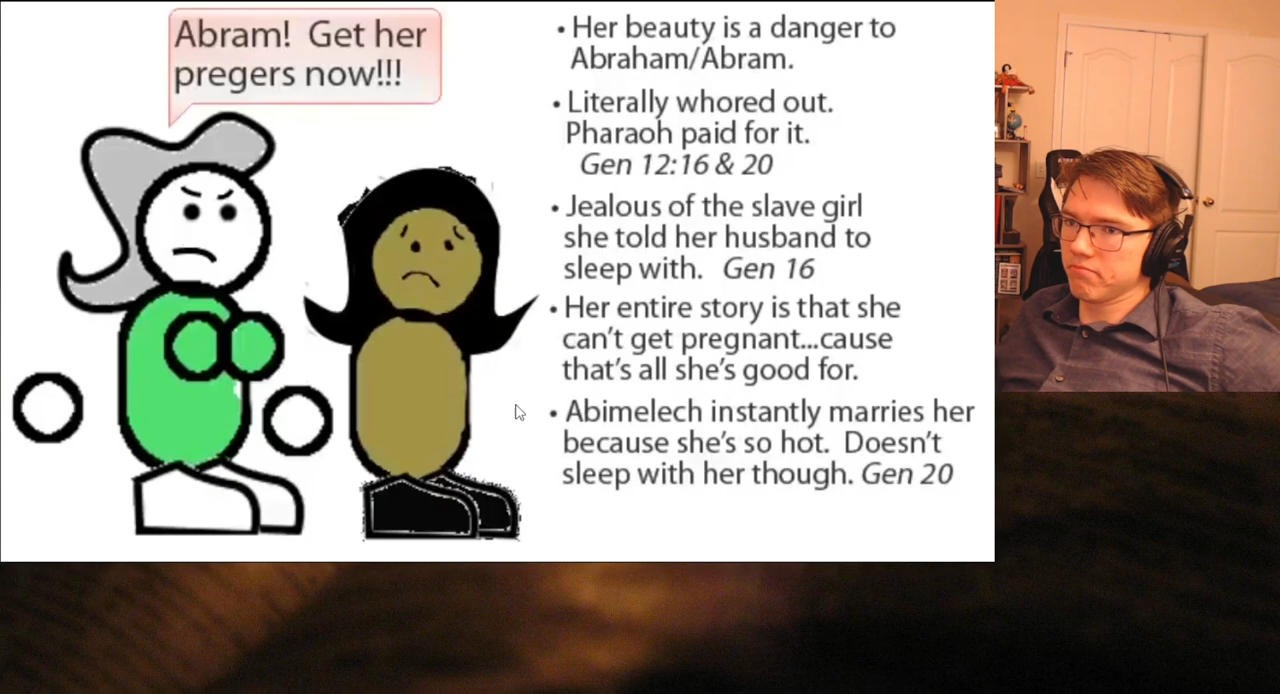 Abram!  Get her
pregers now!!!
• Her beauty is a danger to
Abraham/Abram.
• Literally whored out.
Pharaoh paid for it.
Gen 12:16 & 20
• Jealous of the slave girl
she told her husband to
sleep with.  Gen 16
• Her entire story is that she
can't get pregnant...cause
that's all she's good for.
• Abimelech instantly marries her
because she's so hot.  Doesn't
sleep with her though. Gen 20